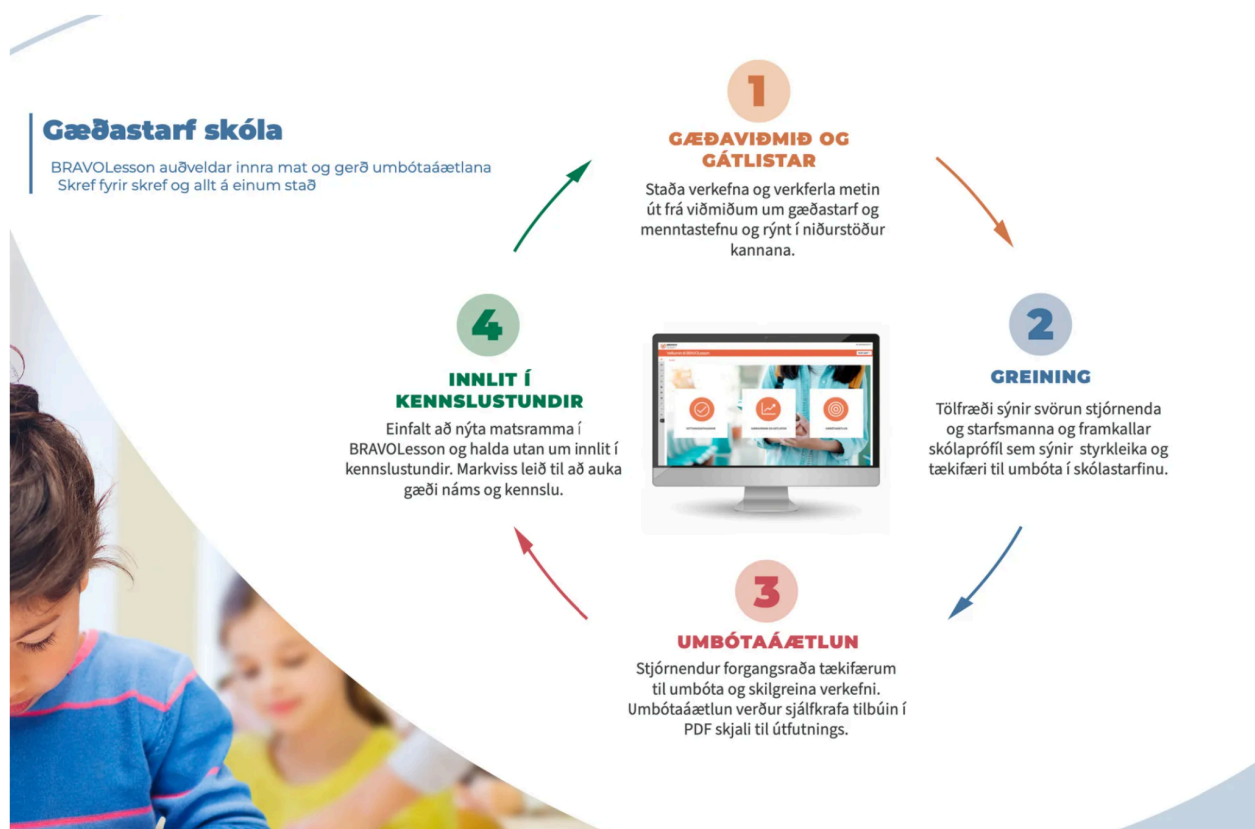 Gæðastarf skóla
BRAVOLesson auðveldar innra mat og gerð umbótaáætlana
Skref fyrir skref og allt á einum stað
1
GÆÐAVIÐMIÐ OG
GÁTLISTAR
Staða verkefna og verkferla metin
út frá viðmiðum um gæðastarf og
menntastefnu og rýnt í niðurstöður
kannana.
2
GREINING
Tölfræði sýnir svörun stjórnenda
og starfsmanna og framkallar
skólaprófíl sem sýnir styrkleika og
tækifæri til umbóta í skólastarfinu.
3
UMBÓTAÁÆTLUN
Stjórnendur forgangsraða tækifærum
til umbóta og skilgreina verkefni.
Umbótaáætlun verður sjálfkrafa tilbúin í
PDF skjali til útfutnings.
4
INNLIT Í
KENNSLUSTUNDIR
Einfalt að nýta matsramma í
BRAVOLesson og halda utan um innlit í
kennslustundir. Markviss leið til að auka
gæði náms og kennslu.